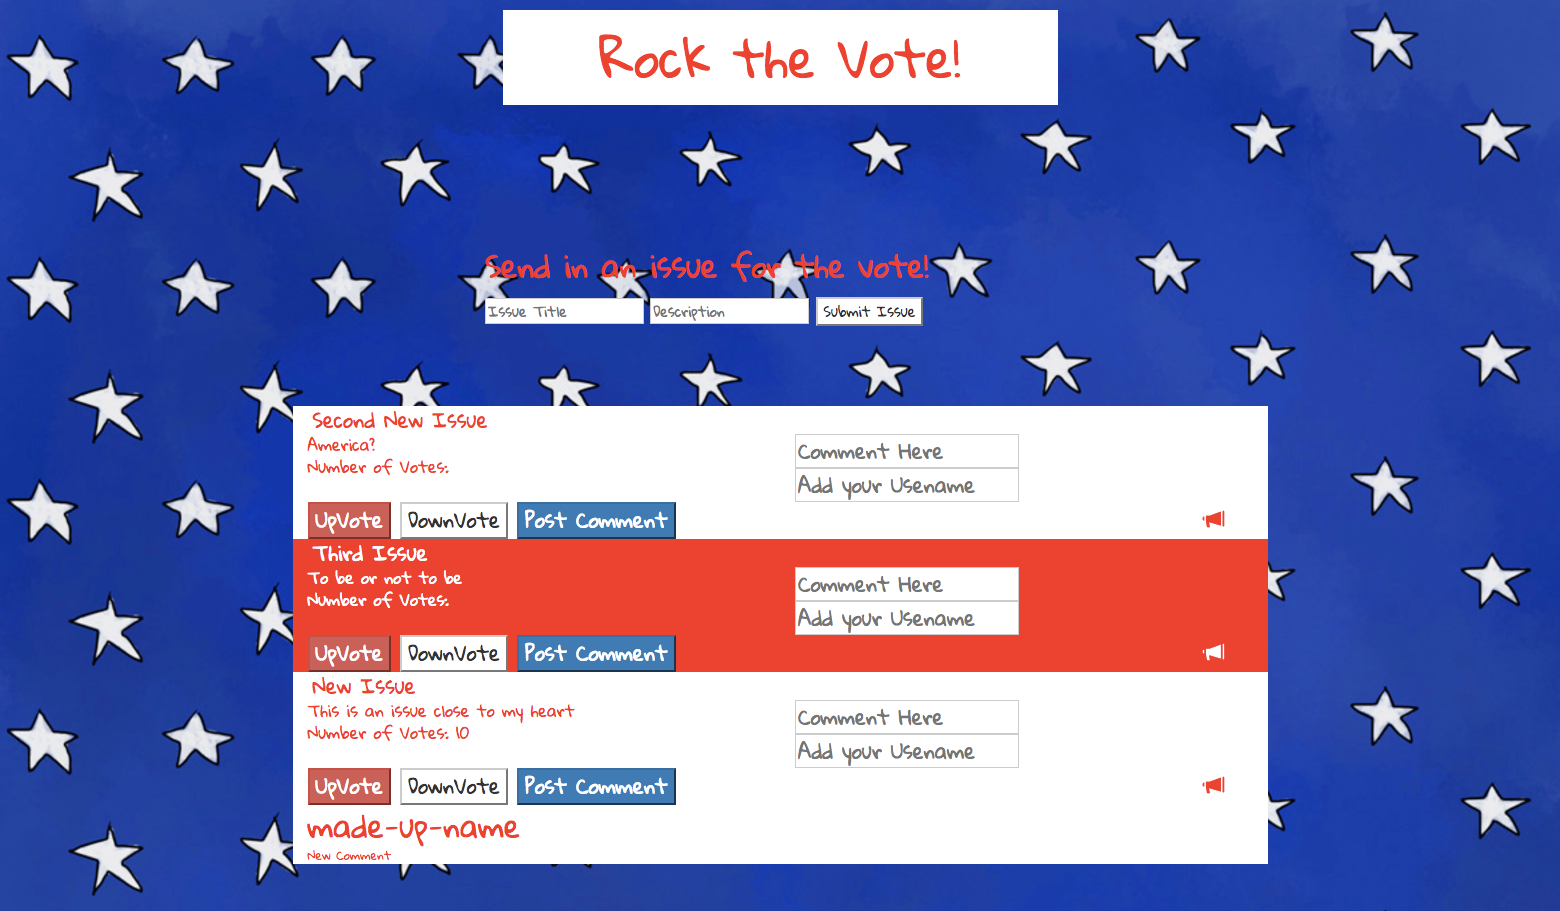 Rock the Vote!
Send in an issue for the vote!
Issue Title Description Submit Issue
Second New Issue
America?
Number of Votes:
Comment Here
Add your Usename
UpVote DownVote Post Comment
Third Issue
To be or not to be
Number of Votes:
Comment Here
Add your Usename
UpVote DownVote Post Comment
New Issue
This is an issue close to my heart
Number of Votes: 10
Comment Here
Add your Usename
UpVote DownVote Post Comment
made-up-name
New Comment